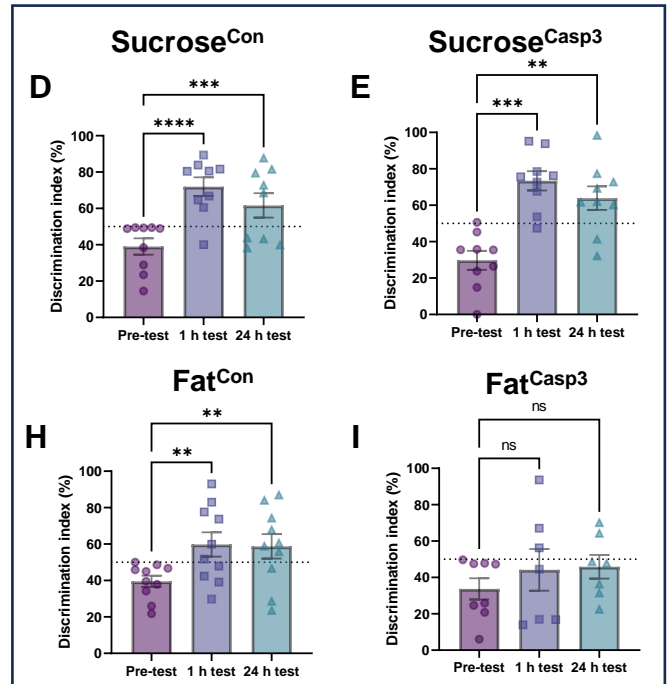 Sucrose^Con
D
***
****
Discrimination index (%)
100
80
60
40
20
0
Pre-test 1 h test 24 h test
Sucrose^Casp3
E
**
***
Discrimination index (%)
100
80
60
40
20
0
Pre-test 1 h test 24 h test
Fat^Con
H
**
**
Discrimination index (%)
100
80
60
40
20
0
Pre-test 1 h test 24 h test
Fat^Casp3
I
ns
ns
Discrimination index (%)
100
80
60
40
20
0
Pre-test 1 h test 24 h test